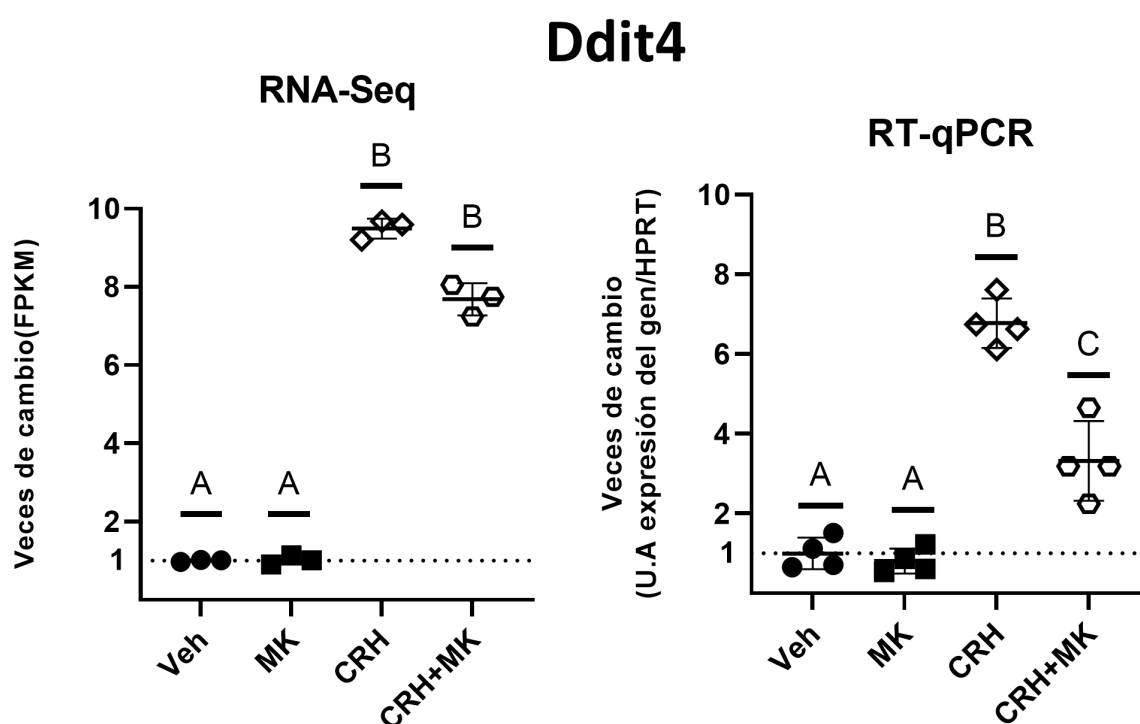 Ddit4
RNA-Seq
Veces de cambio(FPKM)
10
8
6
4
2
1
A
A
B
B
Veh
MK
CRH
CRH+MK
RT-qPCR
Veces de cambio
(U.A expresión del gen/HPRT)
10
8
6
4
2
1
A
A
B
C
Veh
MK
CRH
CRH+MK